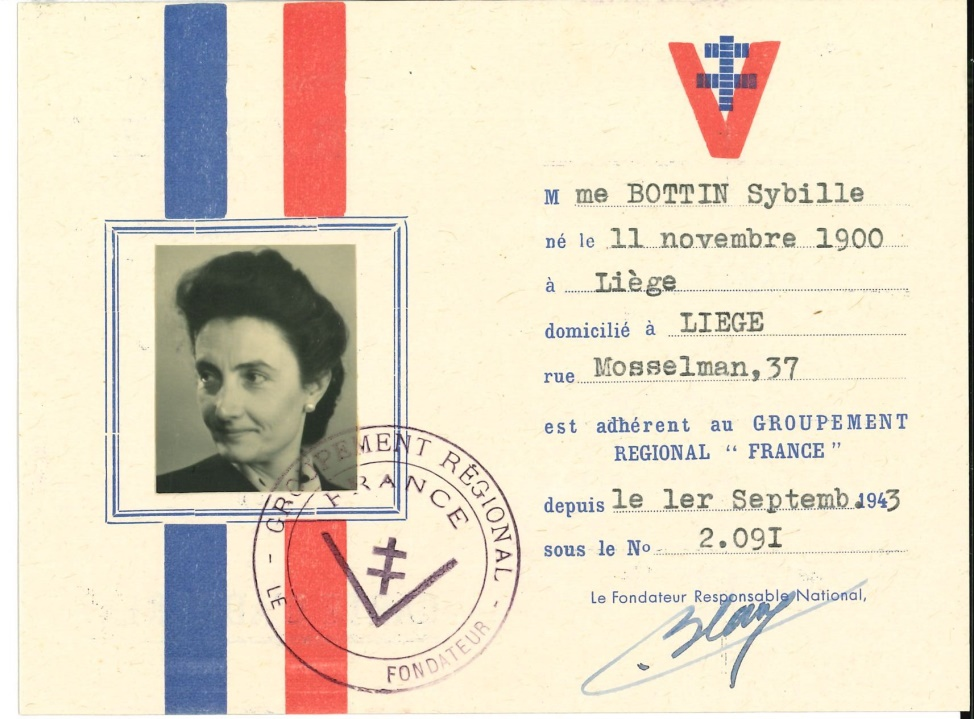 M me BOTTIN Sybille
né le 11 novembre 1900
à Liège
domicilié à LIEGE
rue Mosselman,37
est adhérent au GROUPEMENT
REGIONAL “ FRANCE ”
depuis le 1er Septemb.1943
sous le No 2.091
Le Fondateur Responsable National,
LE - GROUPEMENT RÉGIONAL -
FRANCE
FONDATEUR